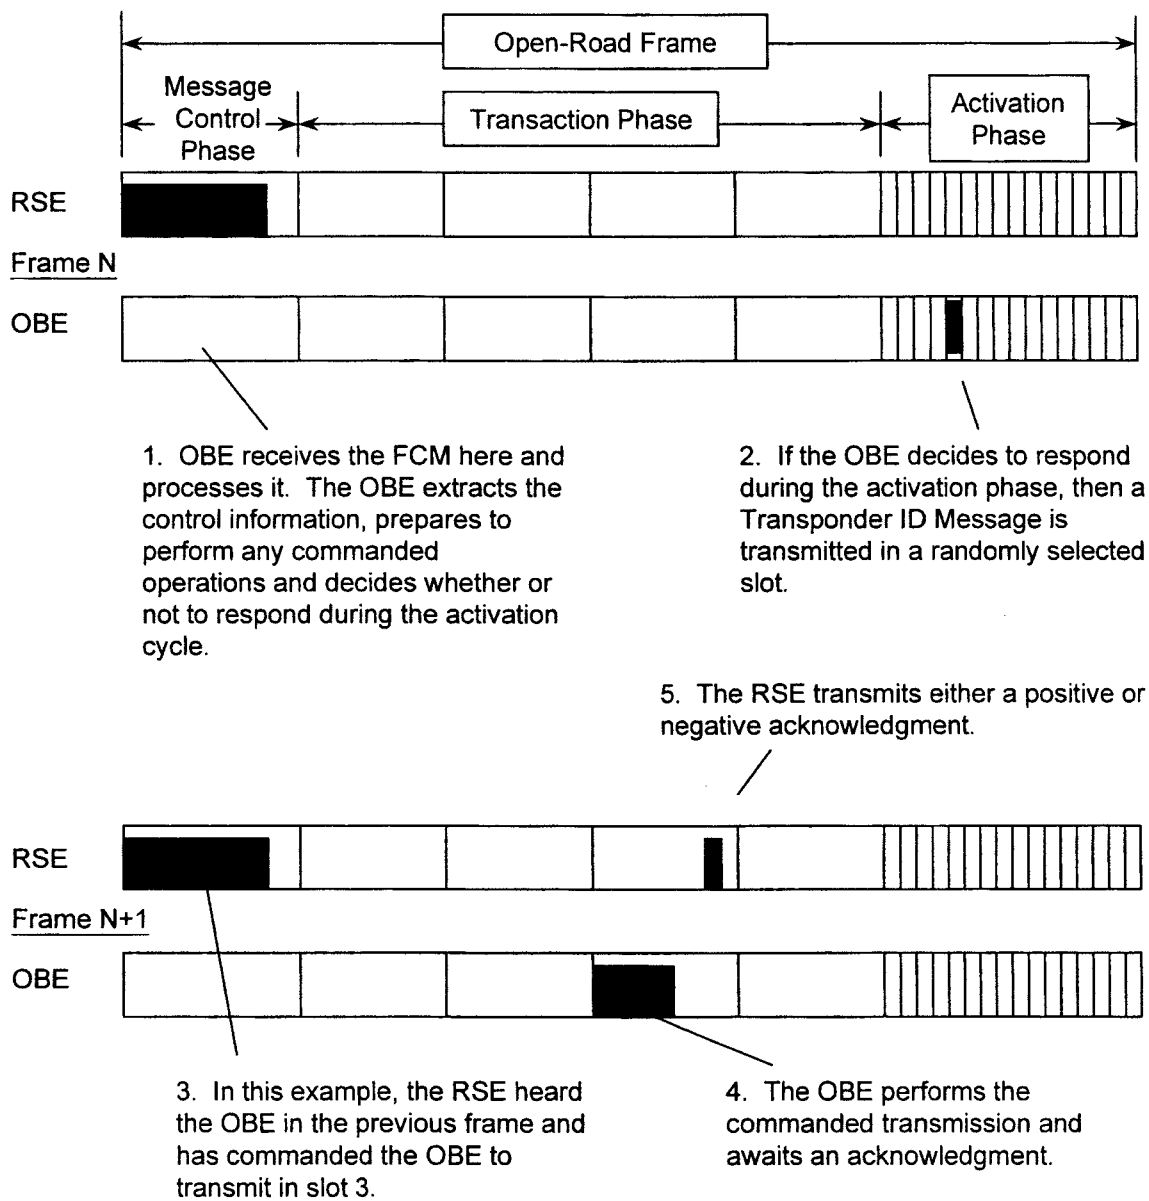 Open-Road Frame
Message
Control
Phase
Transaction Phase
Activation
Phase
RSE
Frame N
OBE
1. OBE receives the FCM here and
processes it. The OBE extracts the
control information, prepares to
perform any commanded
operations and decides whether or
not to respond during the activation
cycle.
2. If the OBE decides to respond
during the activation phase, then a
Transponder ID Message is
transmitted in a randomly selected
slot.
5. The RSE transmits either a positive or
negative acknowledgment.
RSE
Frame N+1
OBE
3. In this example, the RSE heard
the OBE in the previous frame and
has commanded the OBE to
transmit in slot 3.
4. The OBE performs the
commanded transmission and
awaits an acknowledgment.